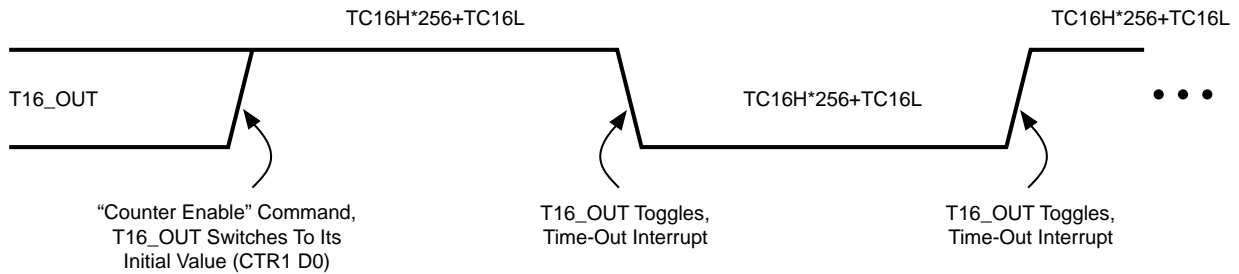 TC16H*256+TC16L
TC16H*256+TC16L
T16_OUT
TC16H*256+TC16L
“Counter Enable” Command,
T16_OUT Switches To Its
Initial Value (CTR1 D0)
T16_OUT Toggles,
Time-Out Interrupt
T16_OUT Toggles,
Time-Out Interrupt